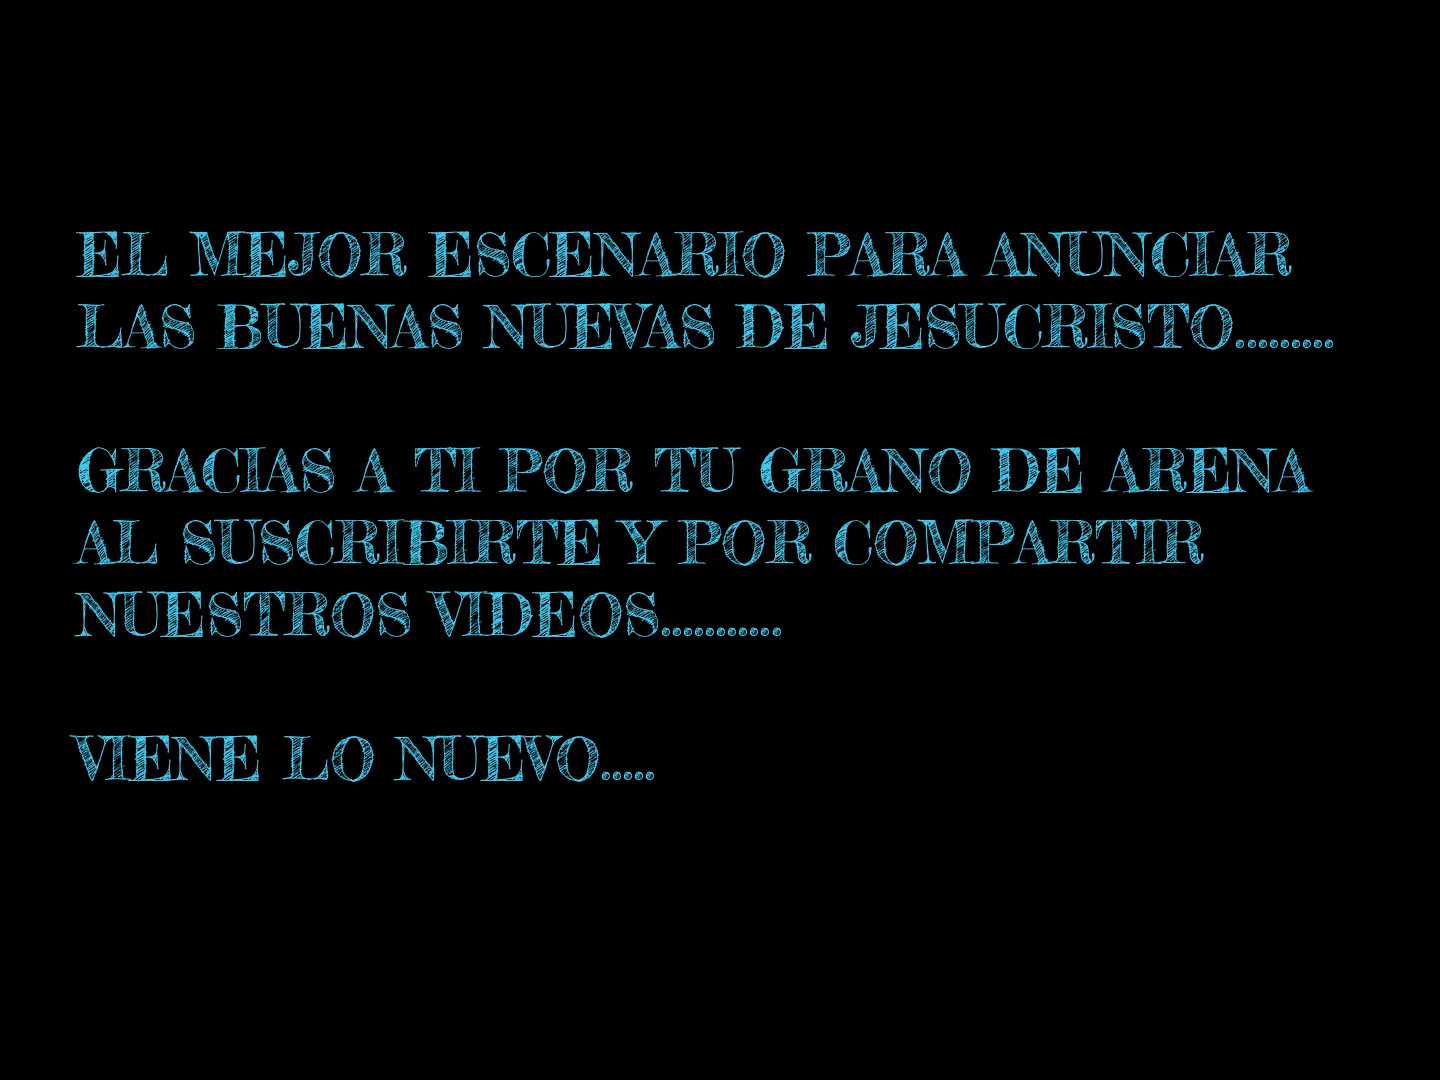 EL MEJOR ESCENARIO PARA ANUNCIAR
LAS BUENAS NUEVAS DE JESUCRISTO.........
GRACIAS A TI POR TU GRANO DE ARENA
AL SUSCRIBIRTE Y POR COMPARTIR
NUESTROS VIDEOS...........
VIENE LO NUEVO.....